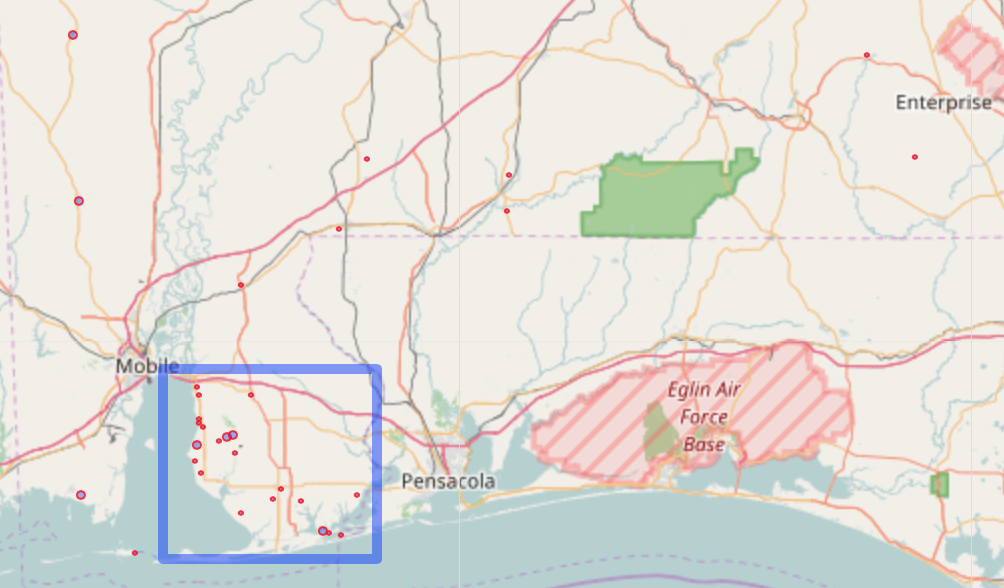 Enterprise
Mobile
Eglin Air
Force
Base
Pensacola